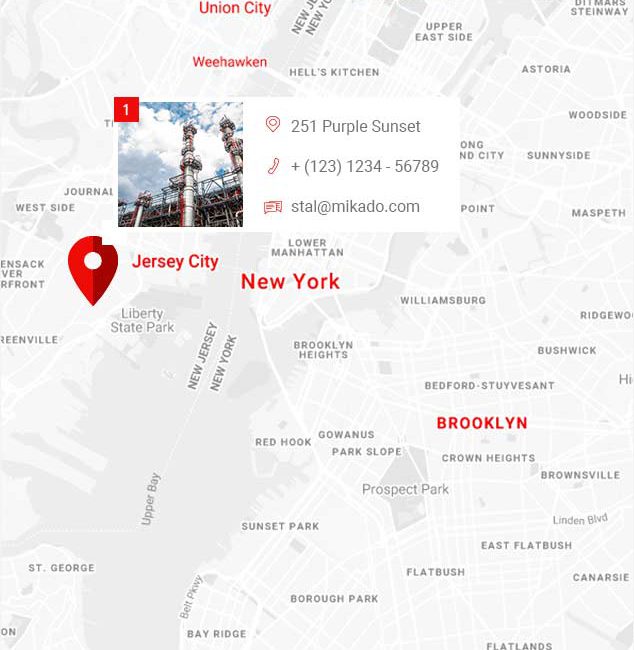 DITMARS
STEINWAY
Union City
NEW JE
NEW YO
UPPER
EAST SIDE
Weehawken
HELL'S KITCHEN
ASTORIA
1
WOODSIDE
251 Purple Sunset
ONG
ND CITY
SUNNYSIDE
+ (123) 1234 - 56789
JOURNAL
WEST SIDE
stal@mikado.com
POINT
MASPETH
LOWER
MANHATTAN
Jersey City
ENSACK
VER
RFRONT
New York
WILLIAMSBURG
Liberty
State Park
RIDGEWO
REENVILLE
NEW JERSEY
NEW YORK
BROOKLYN
HEIGHTS
BUSHWICK
Hi
BEDFORD-STUYVESANT
BROOKLYN
RED HOOK
GOWANUS
PARK SLOPE
CROWN HEIGHTS
BROWNSVILLE
Upper Bay
Prospect Park
SUNSET PARK
Linden Blvd
EAST FLATBUSH
ST. GEORGE
FLATBUSH
CANARSIE
Belt Pkwy
BOROUGH PARK
ON
BAY RIDGE
FLATLANDS